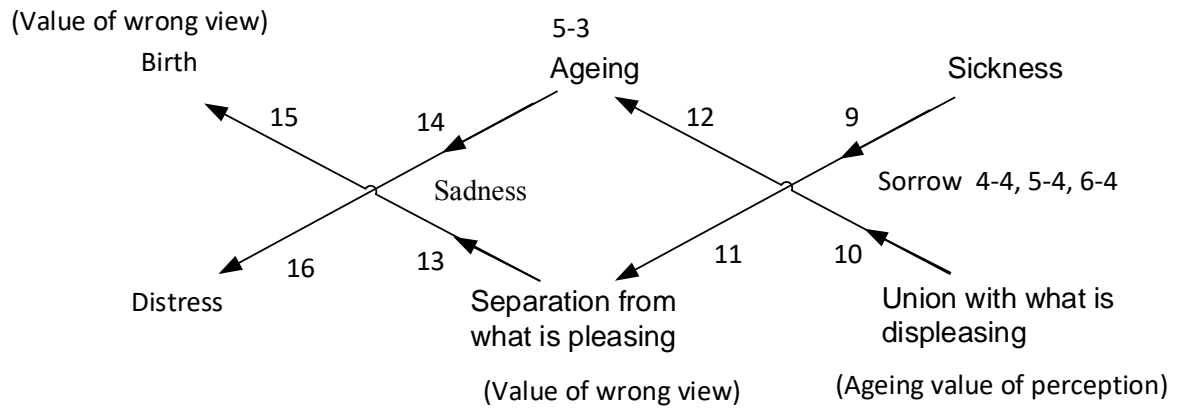 (Value of wrong view)
5-3
Birth
Ageing
Sickness
15
14
12
9
Sadness
Sorrow 4-4, 5-4, 6-4
16
13
11
10
Distress
Separation from
what is pleasing
Union with what is
displeasing
(Value of wrong view)
(Ageing value of perception)